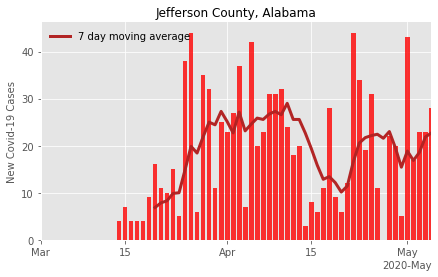 Jefferson County, Alabama
7 day moving average
New Covid-19 Cases
40
30
20
10
0
Mar
15
Apr
15
May
2020-May